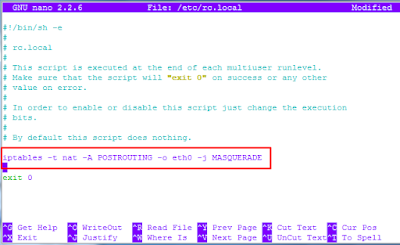 GNU nano 2.2.6 File: /etc/rc.local Modified
#!/bin/sh -e
#
# rc.local
#
# This script is executed at the end of each multiuser runlevel.
# Make sure that the script will "exit 0" on success or any other
# value on error.
#
# In order to enable or disable this script just change the execution
# bits.
#
# By default this script does nothing.
iptables -t nat -A POSTROUTING -o eth0 -j MASQUERADE
exit 0
^G Get Help ^O WriteOut ^R Read File ^Y Prev Page ^K Cut Text ^C Cur Pos
^X Exit ^J Justify ^W Where Is ^V Next Page ^U UnCut Text ^T To Spell